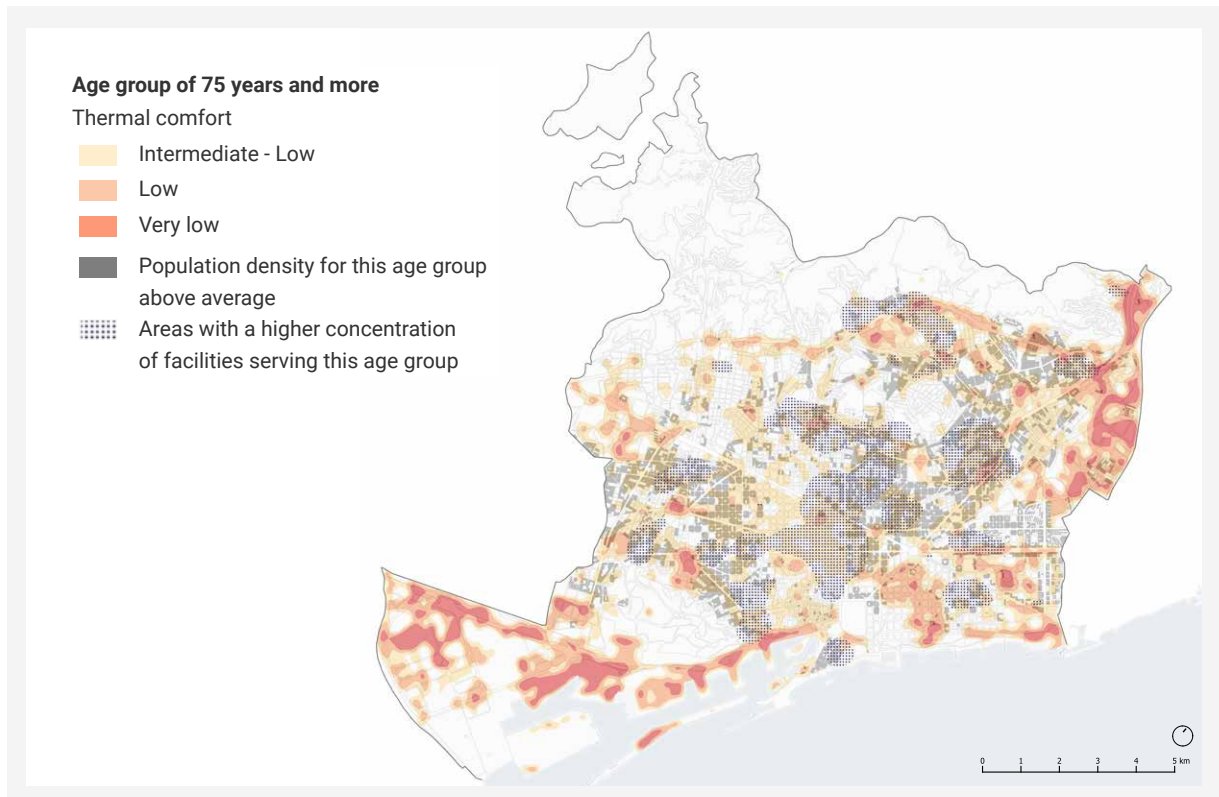 Age group of 75 years and more
Thermal comfort
Intermediate - Low
Low
Very low
Population density for this age group
above average
Areas with a higher concentration
of facilities serving this age group
0 1 2 3 4 5 km